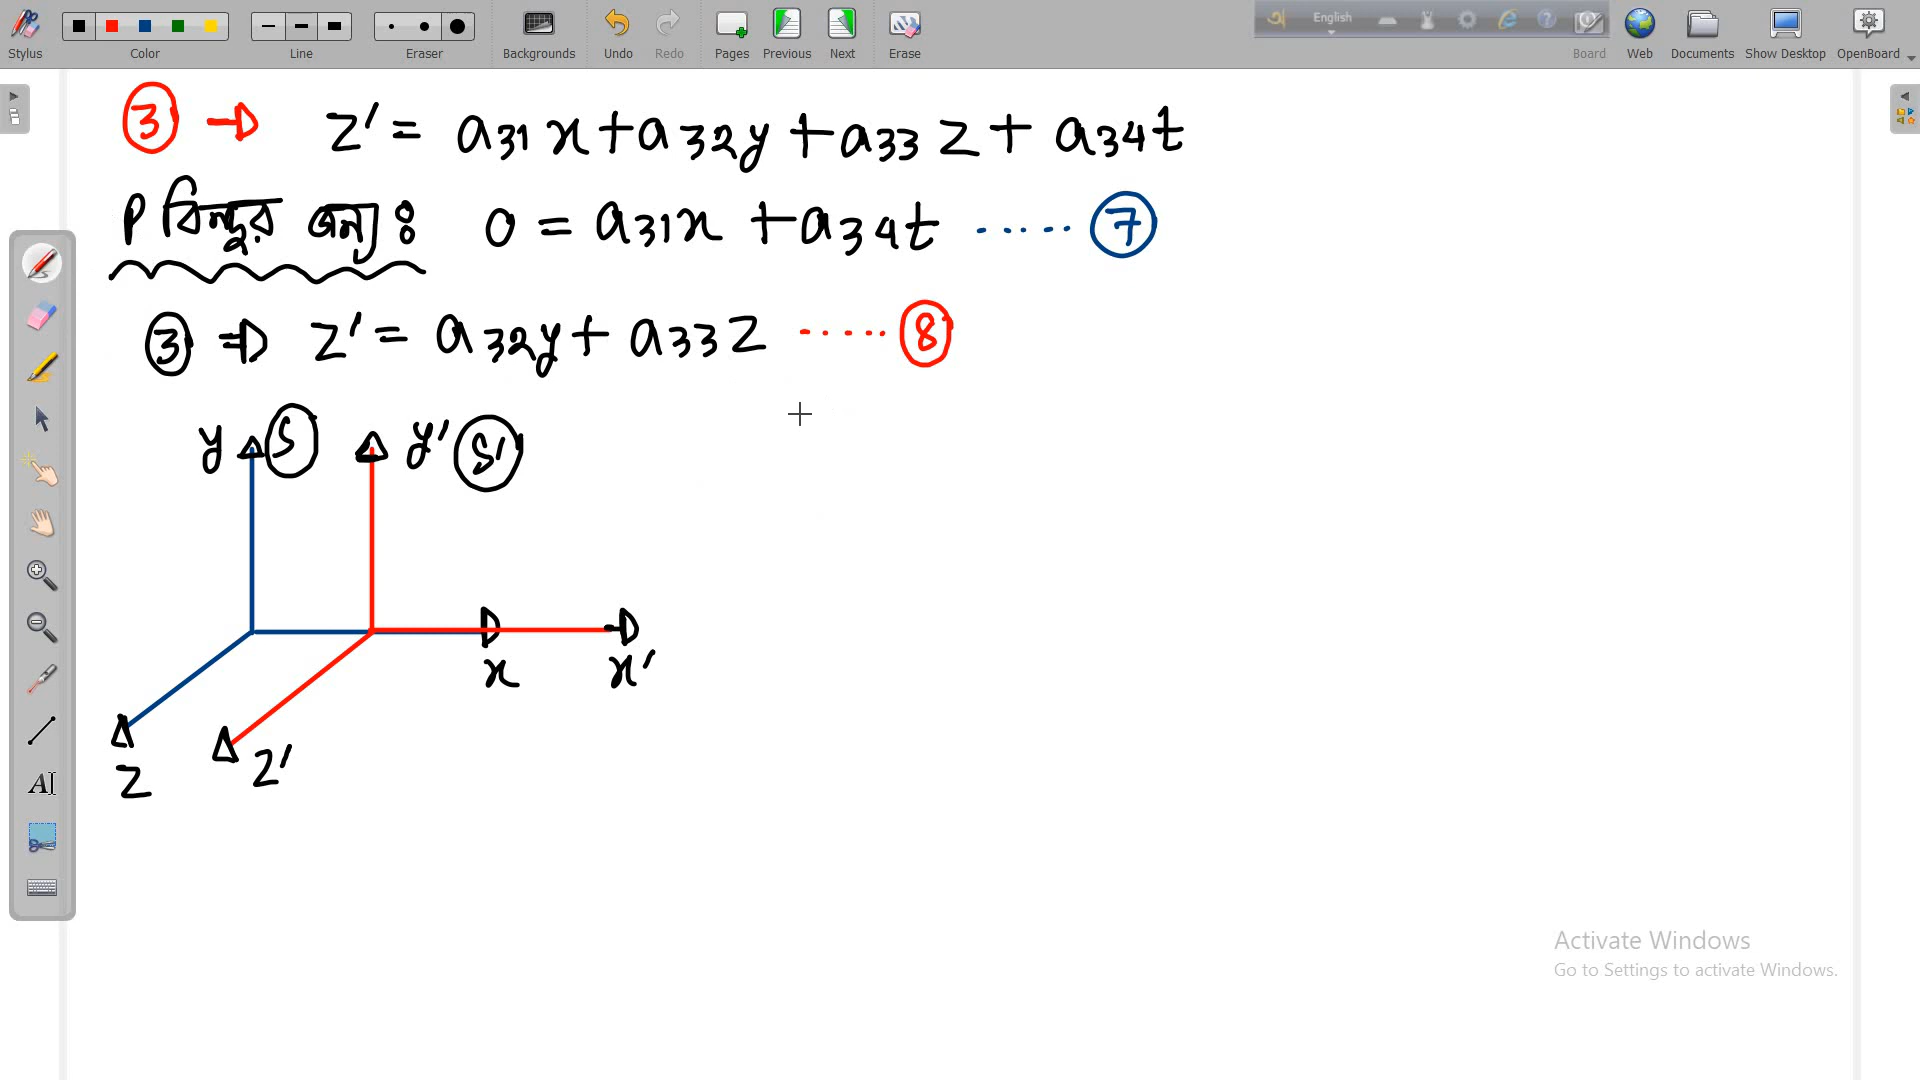 Stylus Color Line Eraser Backgrounds Undo Redo Pages Previous Next Erase English Board Web Documents Show Desktop OpenBoard
③ ⇒ z' = a31x + a32y + a33z + a34t
P বিন্দুর জন্য : 0 = a31x + a34t ...... ⑦
③ ⇒ z' = a32y + a33z ...... ⑧
y S y' S'
x x'
z z'
Activate Windows
Go to Settings to activate Windows.